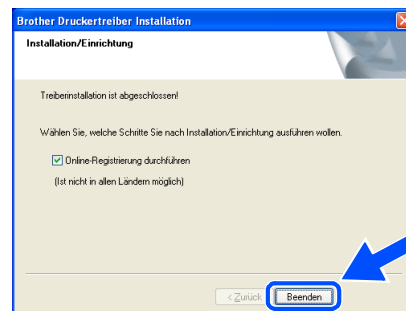 Brother Druckertreiber Installation
Installation/Einrichtung
Treiberinstallation ist abgeschlossen!
Wählen Sie, welche Schritte Sie nach Installation/Einrichtung ausführen wollen.
Online-Registrierung durchführen
(Ist nicht in allen Ländern möglich)
< Zurück
Beenden